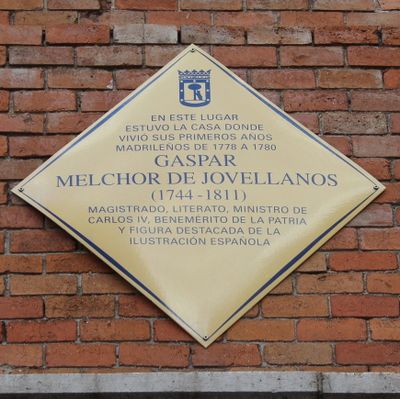 EN ESTE LUGAR
ESTUVO LA CASA DONDE
VIVIÓ SUS PRIMEROS AÑOS
MADRILEÑOS DE 1778 A 1780
GASPAR
MELCHOR DE JOVELLANOS
(1744-1811)
MAGISTRADO, LITERATO, MINISTRO DE
CARLOS IV, BENEMÉRITO DE LA PATRIA
Y FIGURA DESTACADA DE LA
ILUSTRACIÓN ESPAÑOLA